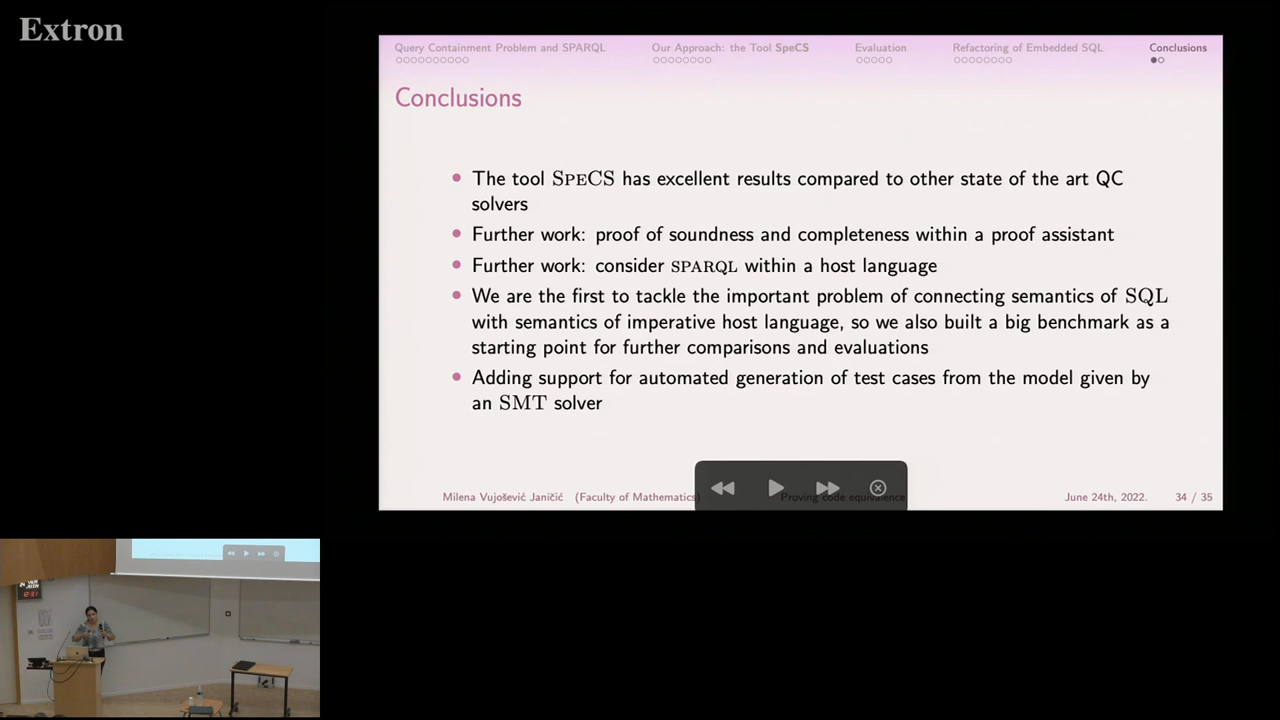 Extron
Query Containment Problem and SPARQL
Our Approach: the Tool SpeCS
Evaluation
Refactoring of Embedded SQL
Conclusions
Conclusions
The tool SPECS has excellent results compared to other state of the art QC
solvers
Further work: proof of soundness and completeness within a proof assistant
Further work: consider SPARQL within a host language
We are the first to tackle the important problem of connecting semantics of SQL
with semantics of imperative host language, so we also built a big benchmark as a
starting point for further comparisons and evaluations
Adding support for automated generation of test cases from the model given by
an SMT solver
Milena Vujošević Janičić (Faculty of Mathematics)
Proving code equivalence
June 24th, 2022.
34 / 35